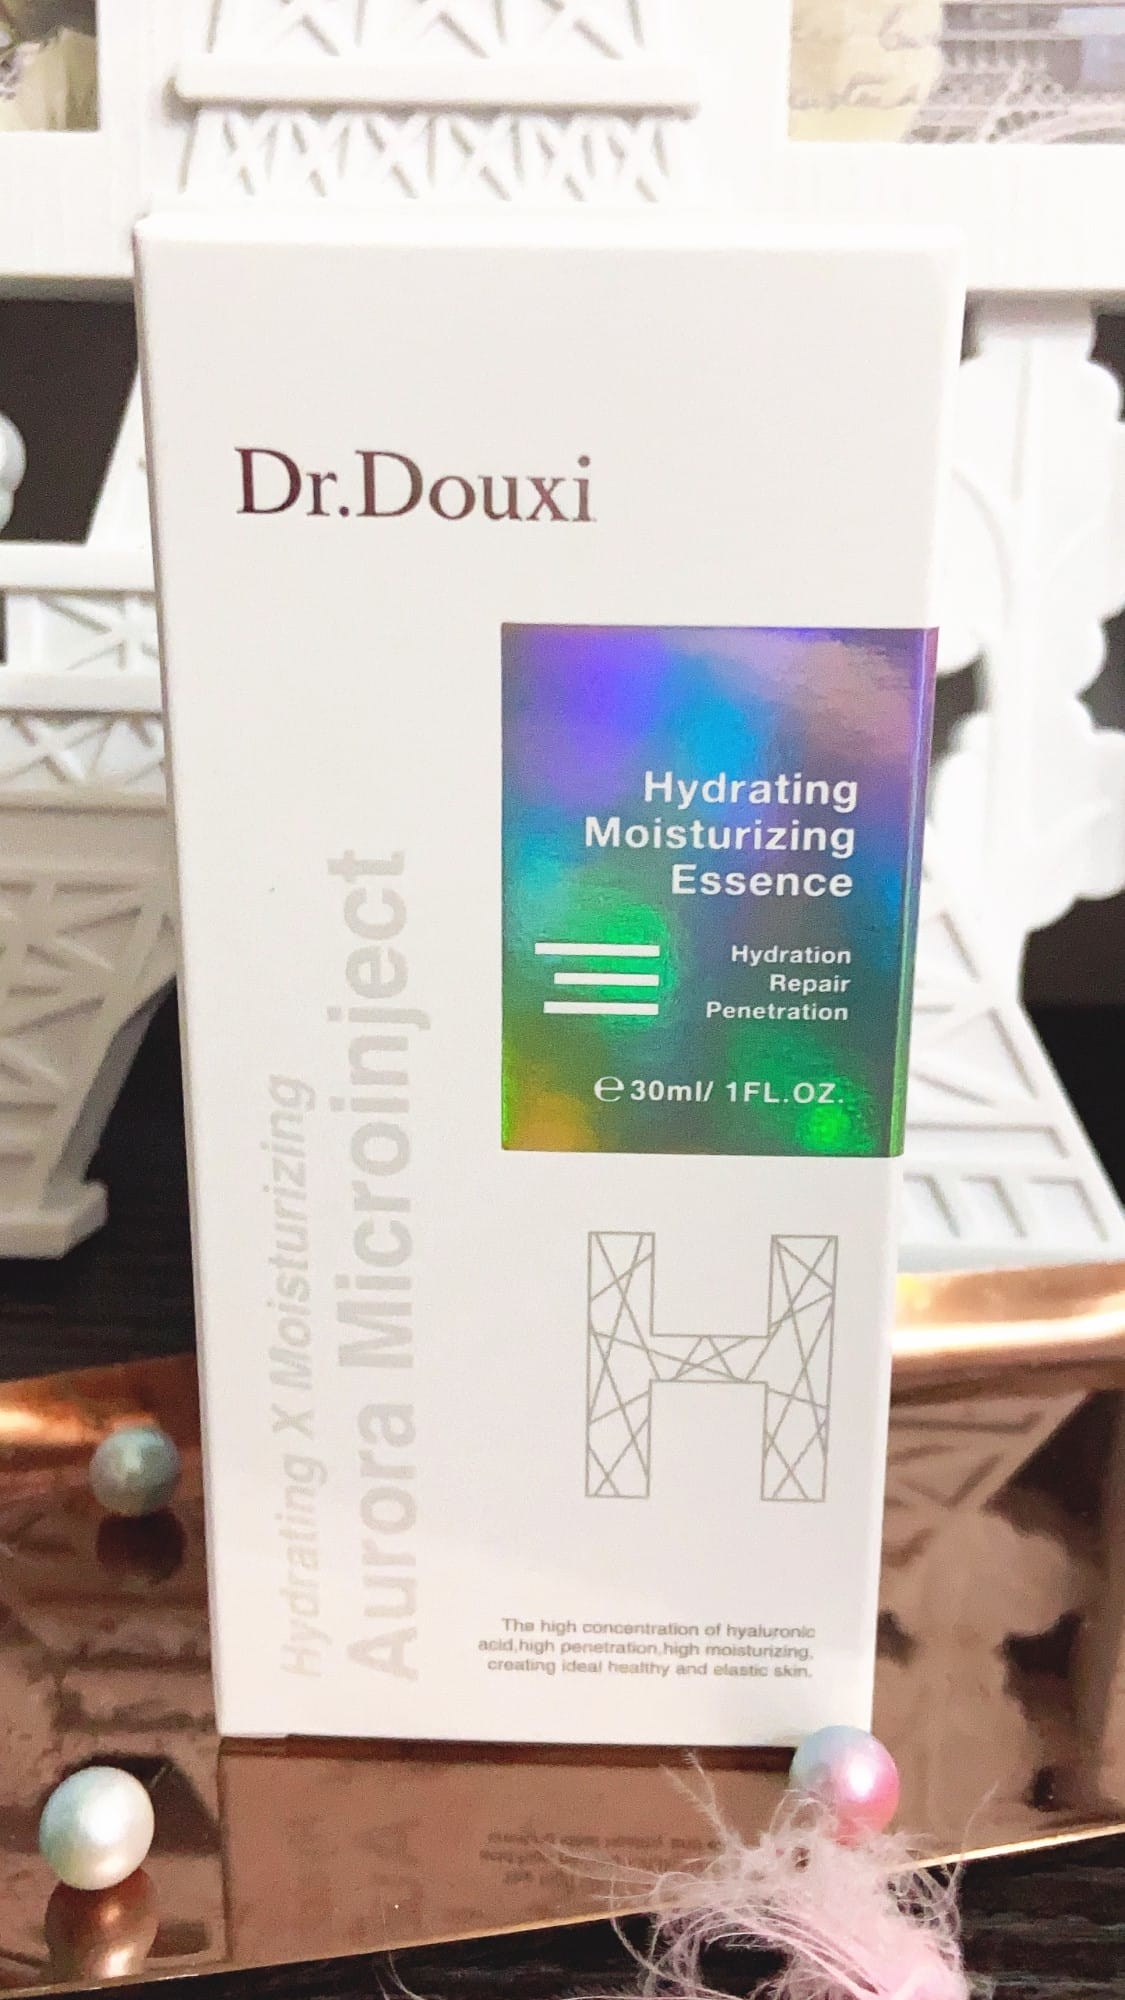 Dr.Douxi
Hydrating
Moisturizing
Essence
Hydration
Repair
Penetration
℮30ml/ 1FL.OZ.
Hydrating X Moisturizing
Aurora Microinject
The high concentration of hyaluronic
acid,high penetration,high moisturizing,
creating ideal healthy and elastic skin.